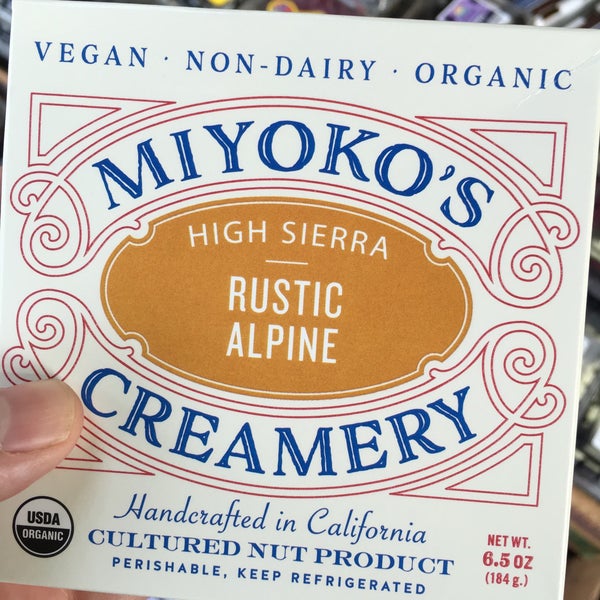 VEGAN · NON-DAIRY · ORGANIC
MIYOKO'S
HIGH SIERRA
RUSTIC
ALPINE
CREAMERY
Handcrafted in California
CULTURED NUT PRODUCT
PERISHABLE, KEEP REFRIGERATED
USDA
ORGANIC
NET WT.
6.5 OZ
(184 g.)